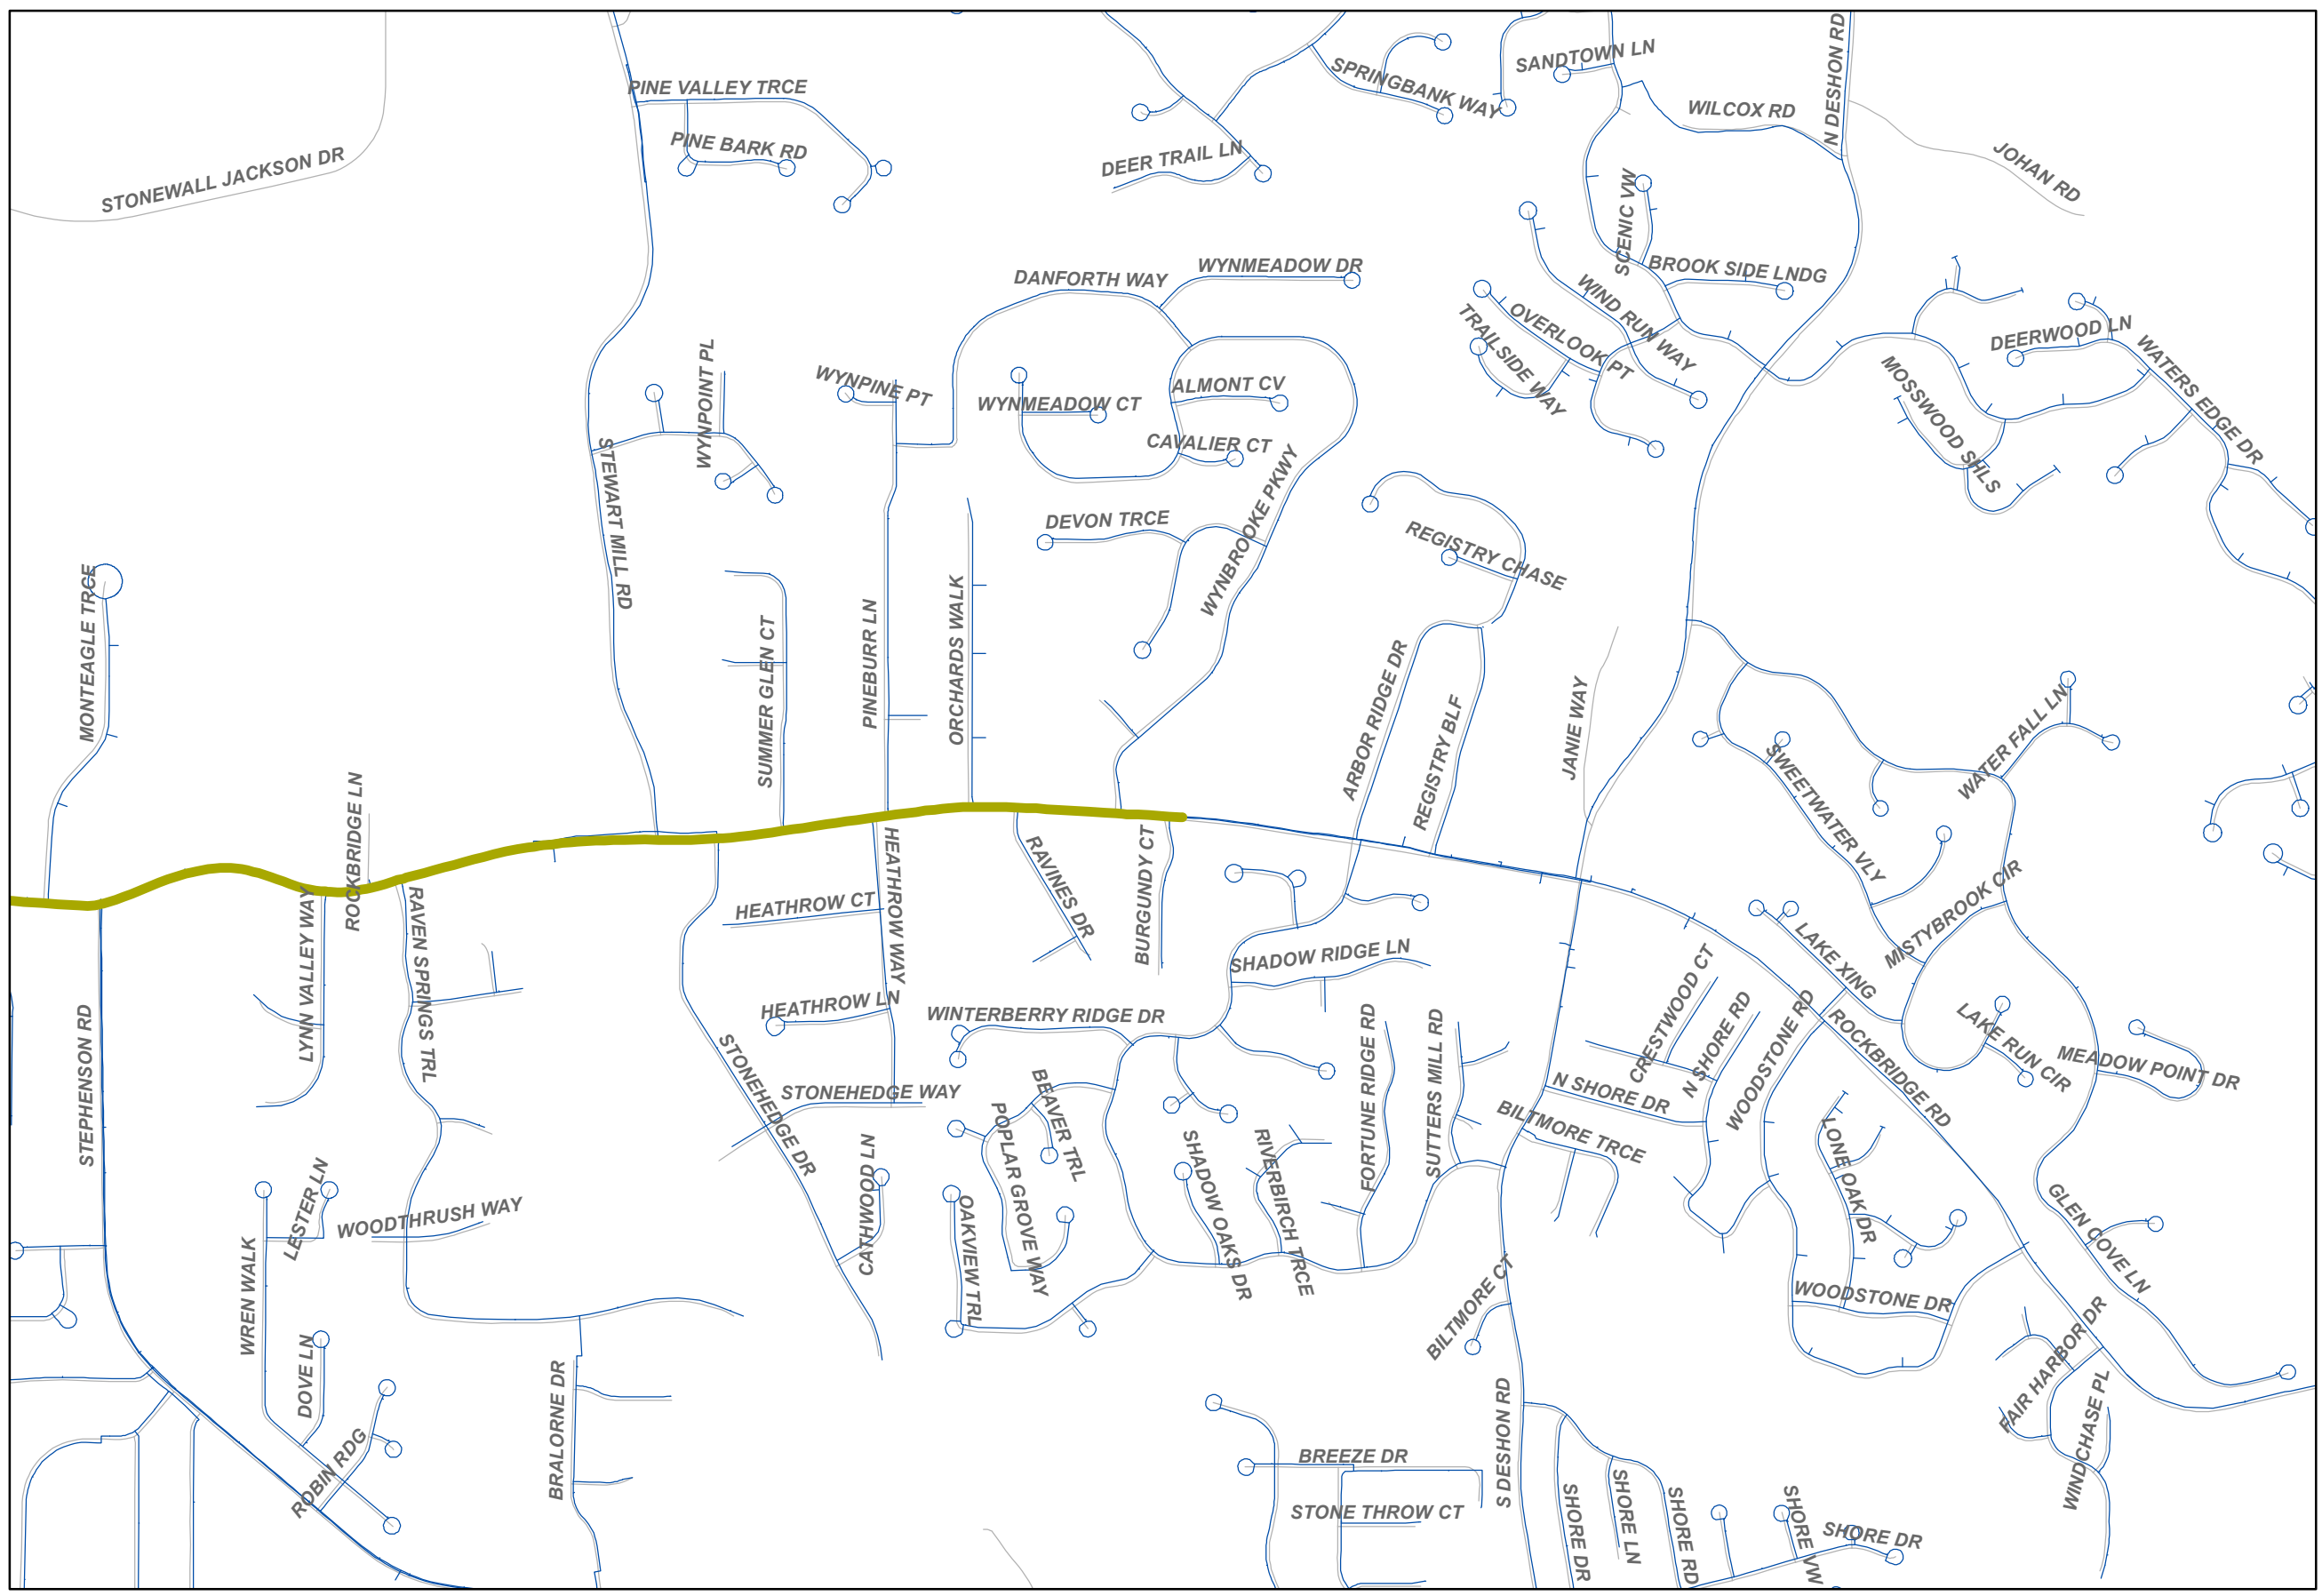 PINE VALLEY TRCE
SPRINGBANK WAY
SANDTOWN LN
N DESHON RD
WILCOX RD
PINE BARK RD
DEER TRAIL LN
JOHAN RD
STONEWALL JACKSON DR
SCENIC VW
DANFORTH WAY
WYNMEADOW DR
BROOK SIDE LNDG
WIND RUN WAY
OVERLOOK PT
TRAILSIDE WAY
DEERWOOD LN
WATERS EDGE DR
MOSSWOOD SHLS
WYNPOINT PL
WYNPINE PT
WYNMEADOW CT
ALMONT CV
CAVALIER CT
STEWART MILL RD
WYNBROOKE PKWY
DEVON TRCE
REGISTRY CHASE
MONTEAGLE TRCE
SUMMER GLEN CT
PINEBURR LN
ORCHARDS WALK
ARBOR RIDGE DR
REGISTRY BLF
JANIE WAY
WATER FALL LN
SWEETWATER VLY
ROCKBRIDGE LN
HEATHROW WAY
RAVINES DR
BURGUNDY CT
MISTYBROOK CIR
LYNN VALLEY WAY
RAVEN SPRINGS TRL
HEATHROW CT
SHADOW RIDGE LN
CRESTWOOD CT
LAKE XING
STEPHENSON RD
HEATHROW LN
WINTERBERRY RIDGE DR
FORTUNE RIDGE RD
SUTTERS MILL RD
N SHORE RD
WOODSTONE RD
ROCKBRIDGE RD
LAKE RUN CIR
MEADOW POINT DR
STONEHEDGE DR
STONEHEDGE WAY
BEAVER TRL
POPLAR GROVE WAY
N SHORE DR
BILTMORE TRCE
LONE OAK DR
CATHWOOD LN
SHADOW OAKS DR
RIVERBIRCH TRCE
LESTER LN
WOODTHRUSH WAY
OAKVIEW TRL
GLEN COVE LN
WREN WALK
BILTMORE CT
WOODSTONE DR
DOVE LN
BRALORNE DR
FAIR HARBOR DR
WINDCHASE PL
ROBIN RDG
BREEZE DR
S DESHON RD
STONE THROW CT
SHORE DR
SHORE LN
SHORE RD
SHORE VW
SHORE DR